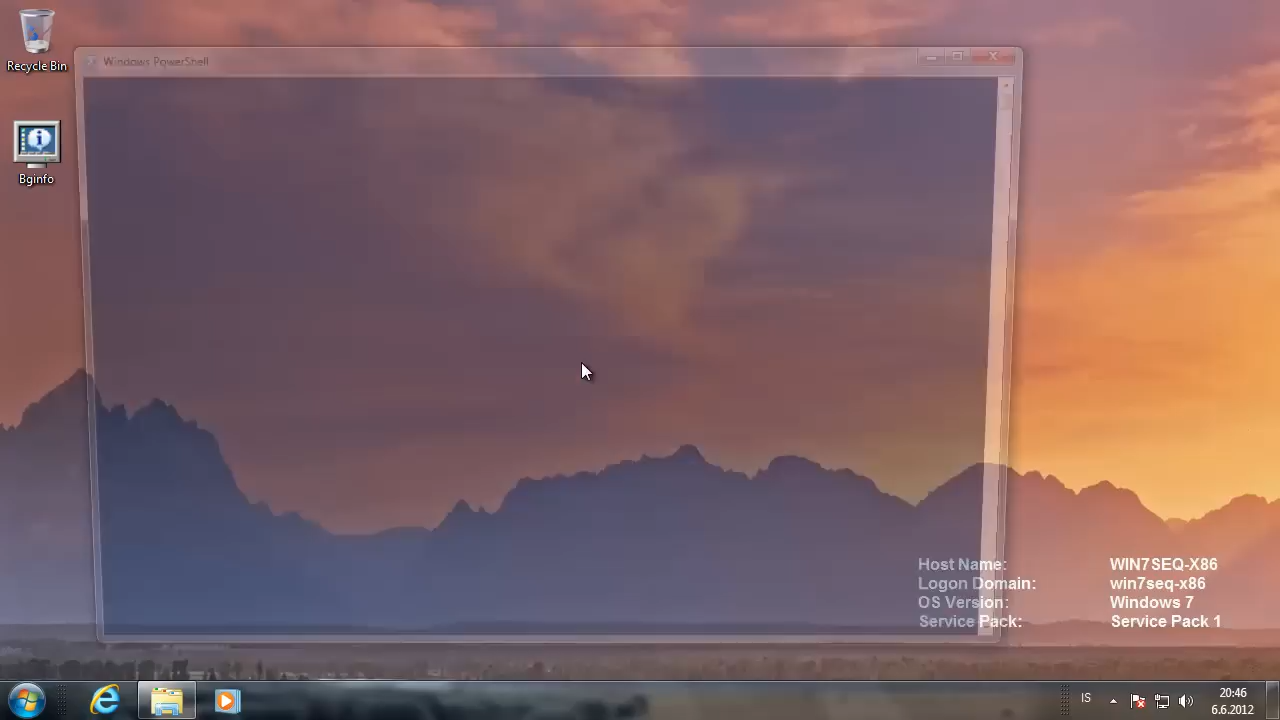 Recycle Bin
Windows PowerShell
Bginfo
Host Name: WIN7SEQ-X86
Logon Domain: win7seq-x86
OS Version: Windows 7
Service Pack: Service Pack 1
IS
20:46
6.6.2012